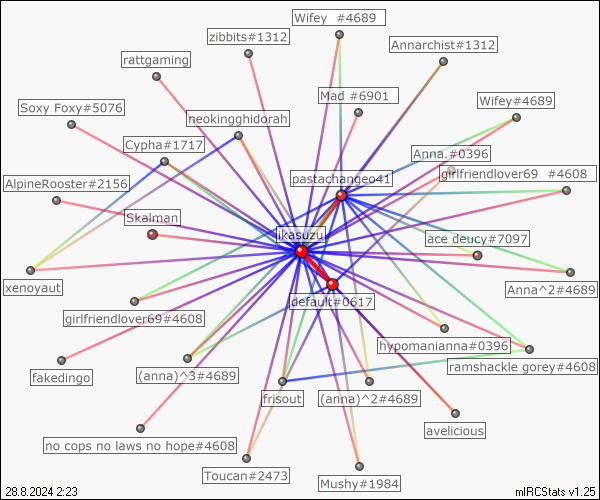 Wifey #4689
zibbits#1312
Annarchist#1312
rattgaming
Mad #6901
Wifey#4689
Soxy Foxy#5076
neokingghidorah
Cypha#1717
Anna.#0396
girlfriendlover69 #4608
pastachangeo41
AlpineRooster#2156
Skalman
ikasuzu
ace deucy#7097
xenoyaut
Anna^2#4689
default#0617
girlfriendlover69#4608
hypomanianna#0396
ramshackle gorey#4608
fakedingo
(anna)^3#4689
frisout
(anna)^2#4689
avelicious
no cops no laws no hope#4608
Toucan#2473
Mushy#1984
28.8.2024 2:23
mIRCStats v1.25